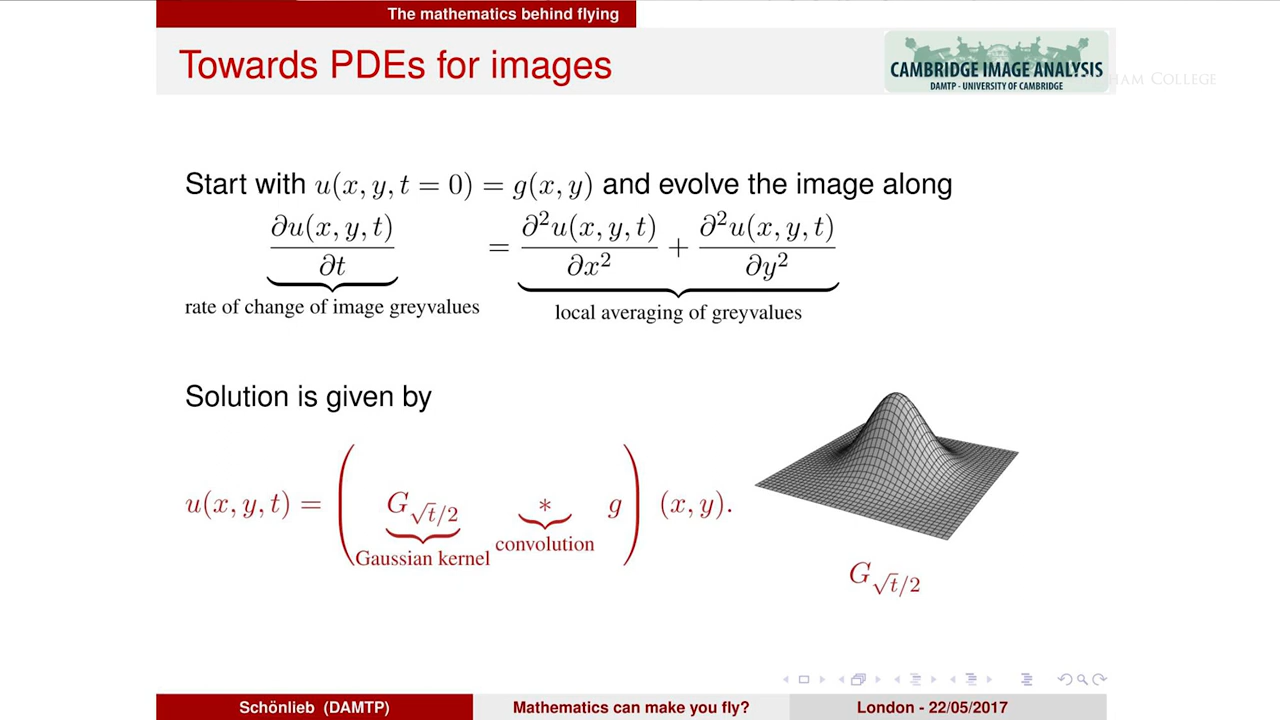 The mathematics behind flying
Towards PDEs for images
CAMBRIDGE IMAGE ANALYSIS
DAMTP - UNIVERSITY OF CAMBRIDGE
HAM COLLEGE
Start with u(x, y, t = 0) = g(x, y) and evolve the image along
∂u(x, y, t)/∂t = ∂²u(x, y, t)/∂x² + ∂²u(x, y, t)/∂y²
rate of change of image greyvalues
local averaging of greyvalues
Solution is given by
u(x, y, t) = ( G_{√t/2} * g ) (x, y).
convolution
Gaussian kernel
G_{√t/2}
Schönlieb (DAMTP)
Mathematics can make you fly?
London - 22/05/2017